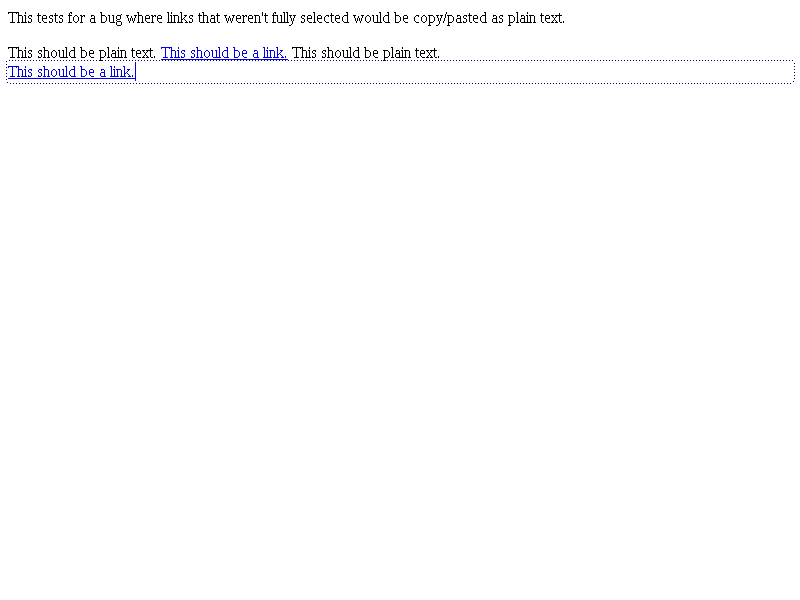 This tests for a bug where links that weren't fully selected would be copy/pasted as plain text.
This should be plain text. This should be a link. This should be plain text.
This should be a link.